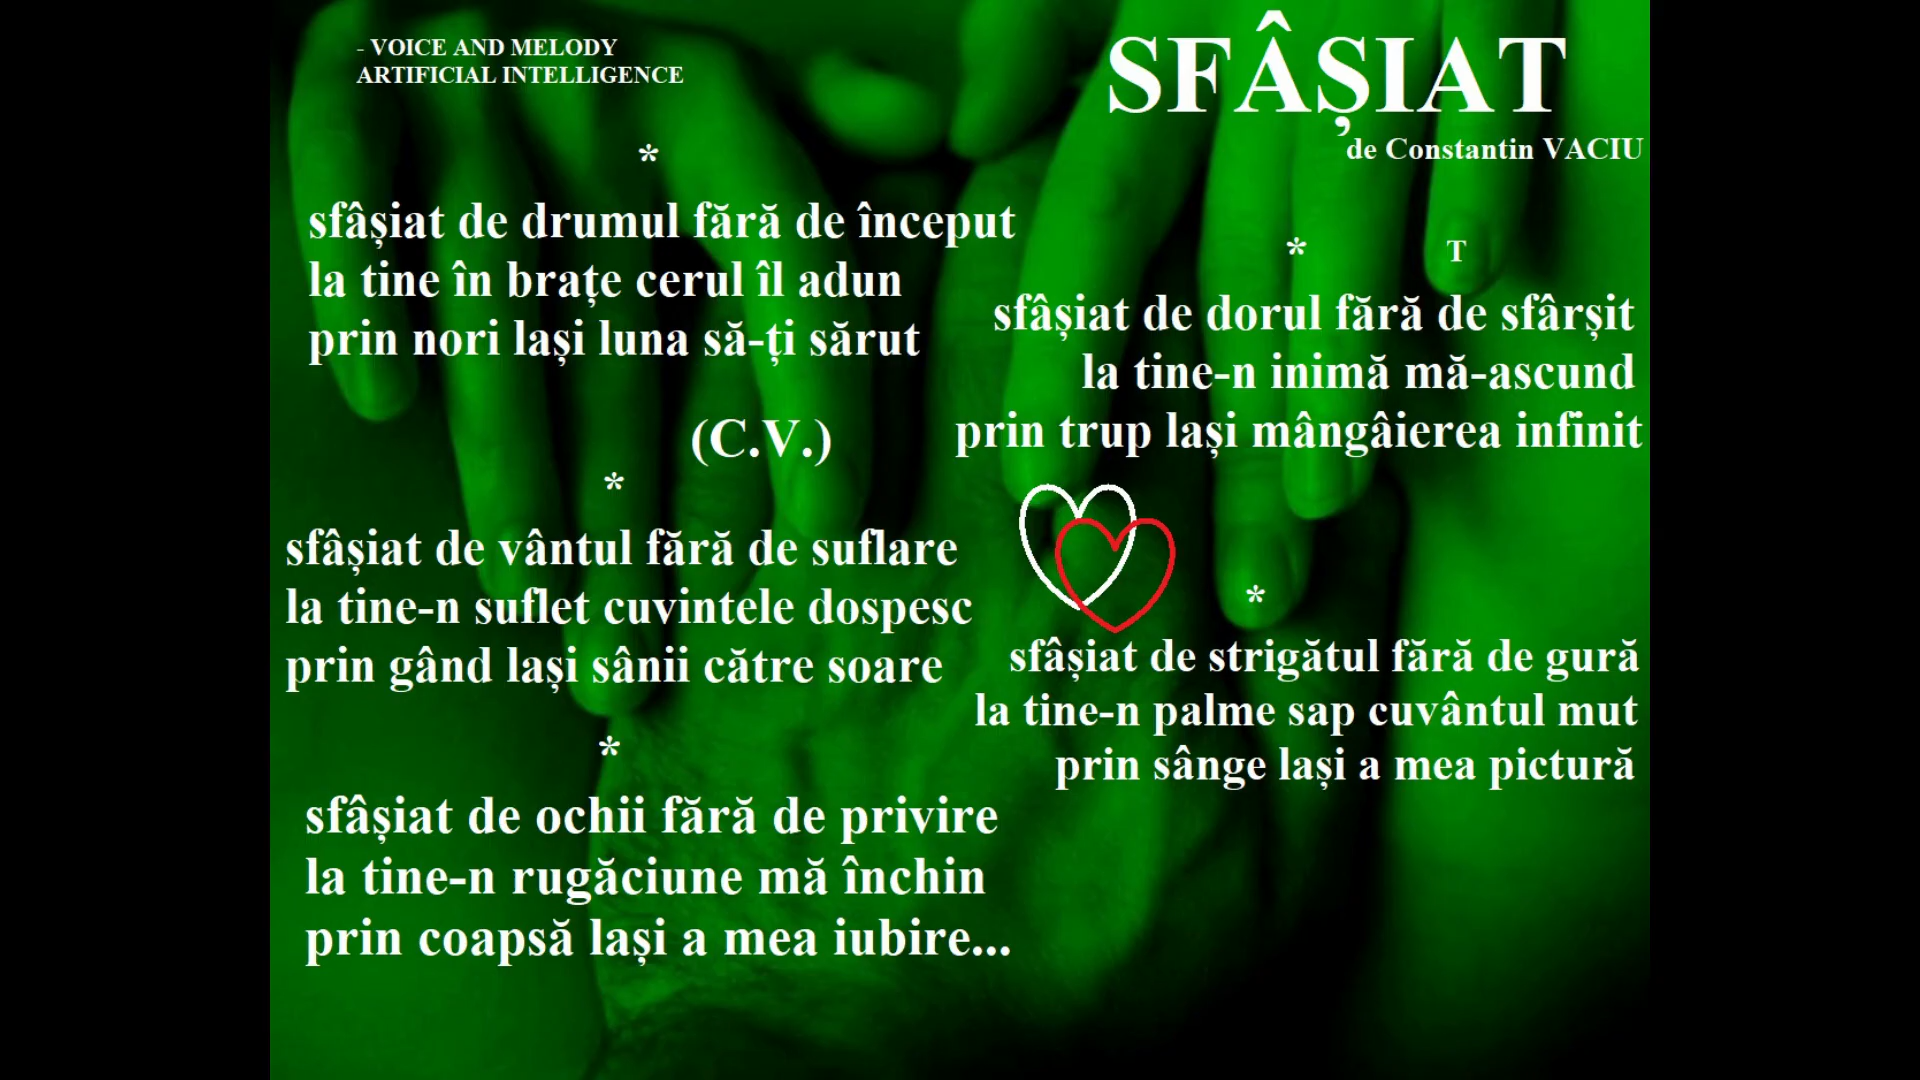 - VOICE AND MELODY
ARTIFICIAL INTELLIGENCE
SFÂȘIAT
de Constantin VACIU
*
sfâșiat de drumul fără de început
la tine în brațe cerul îl adun
prin nori lași luna să-ți sărut
(C.V.)
*
sfâșiat de vântul fără de suflare
la tine-n suflet cuvintele dospesc
prin gând lași sânii către soare
*
sfâșiat de ochii fără de privire
la tine-n rugăciune mă închin
prin coapsă lași a mea iubire...
* T
sfâșiat de dorul fără de sfârșit
la tine-n inimă mă-ascund
prin trup lași mângâierea infinit
*
sfâșiat de strigătul fără de gură
la tine-n palme sap cuvântul mut
prin sânge lași a mea pictură